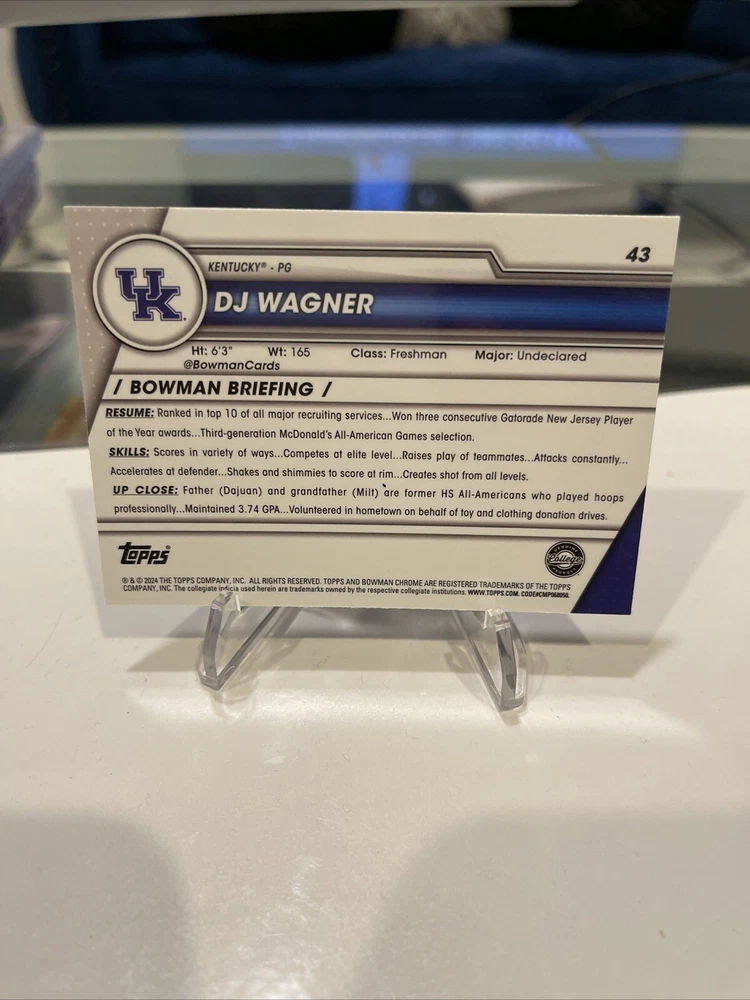 43
KENTUCKY® - PG
UK
DJ WAGNER
Ht: 6'3" Wt: 165 Class: Freshman Major: Undeclared
@BowmanCards
/ BOWMAN BRIEFING /
RESUME: Ranked in top 10 of all major recruiting services...Won three consecutive Gatorade New Jersey Player
of the Year awards...Third-generation McDonald's All-American Games selection.
SKILLS: Scores in variety of ways...Competes at elite level...Raises play of teammates...Attacks constantly...
Accelerates at defender...Shakes and shimmies to score at rim...Creates shot from all levels.
UP CLOSE: Father (Dajuan) and grandfather (Milt) are former HS All-Americans who played hoops
professionally...Maintained 3.74 GPA...Volunteered in hometown on behalf of toy and clothing donation drives.
Topps®
College
® & © 2024 THE TOPPS COMPANY, INC. ALL RIGHTS RESERVED. TOPPS AND BOWMAN CHROME ARE REGISTERED TRADEMARKS OF THE TOPPS
COMPANY, INC. The collegiate indicia used herein are trademarks owned by the respective collegiate institutions. WWW.TOPPS.COM. CODE#CMP068050.